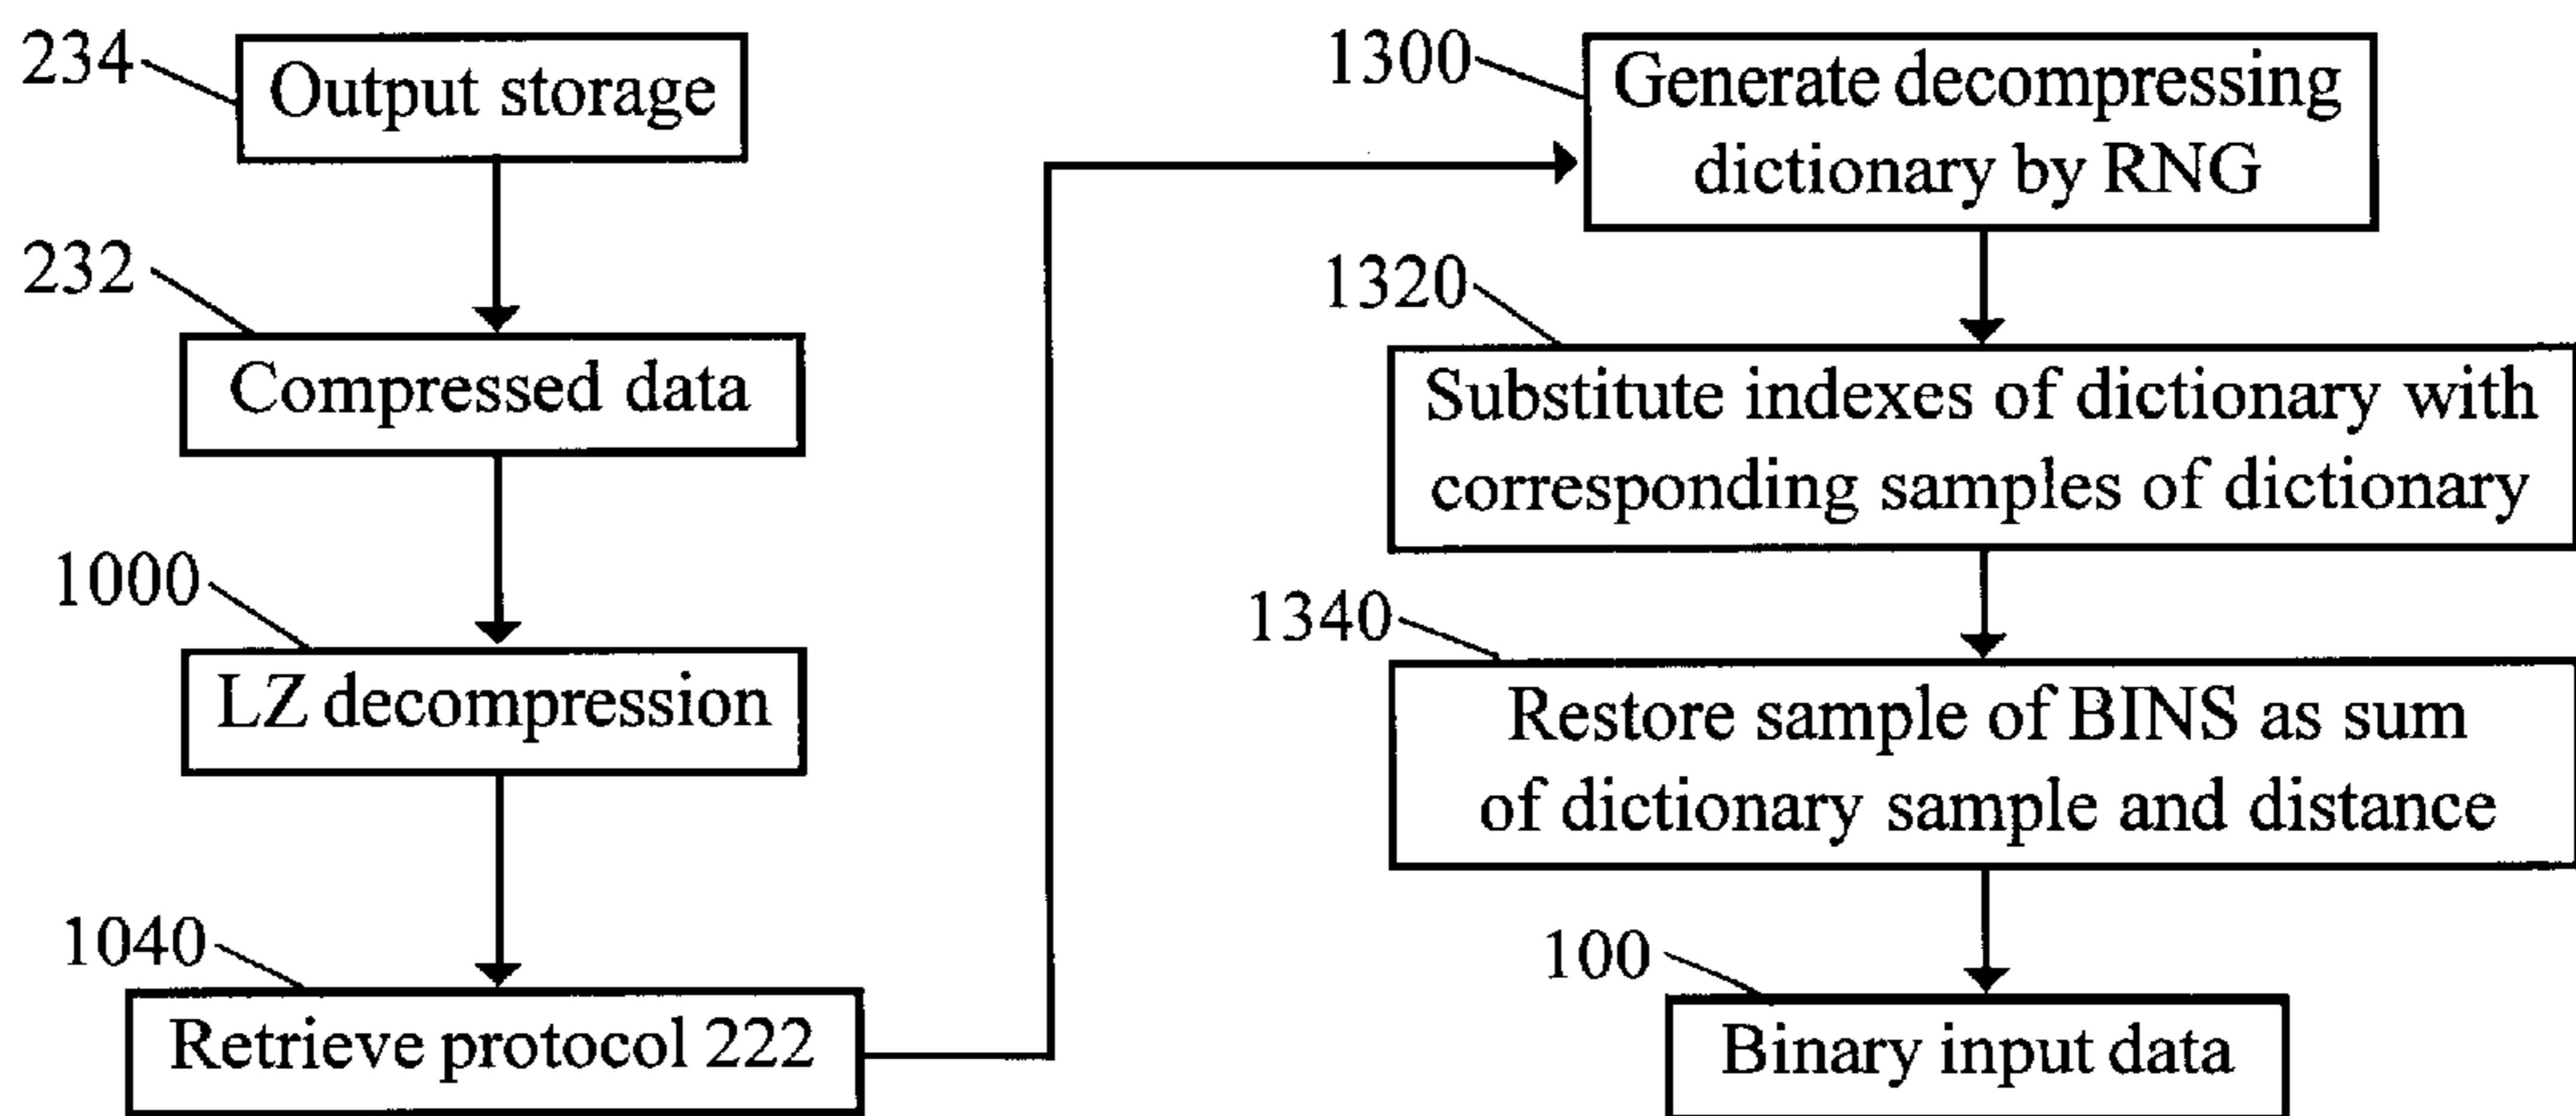 234
Output storage
232
Compressed data
1000
LZ decompression
1040
Retrieve protocol 222
1300
Generate decompressing
dictionary by RNG
1320
Substitute indexes of dictionary with
corresponding samples of dictionary
1340
Restore sample of BINS as sum
of dictionary sample and distance
100
Binary input data